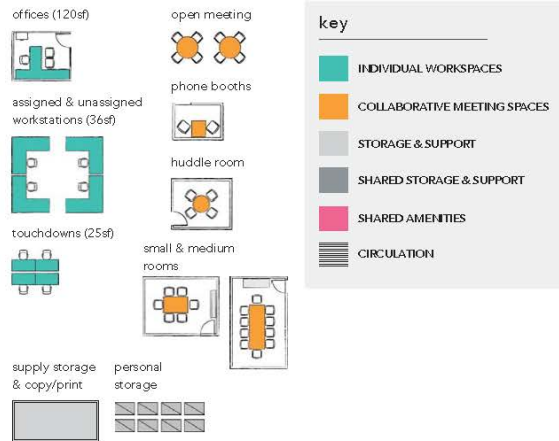 offices (120sf)
open meeting
phone booths
assigned & unassigned
workstations (36sf)
huddle room
touchdowns (25sf)
small & medium
rooms
supply storage
& copy/print
personal
storage
key
INDIVIDUAL WORKSPACES
COLLABORATIVE MEETING SPACES
STORAGE & SUPPORT
SHARED STORAGE & SUPPORT
SHARED AMENITIES
CIRCULATION